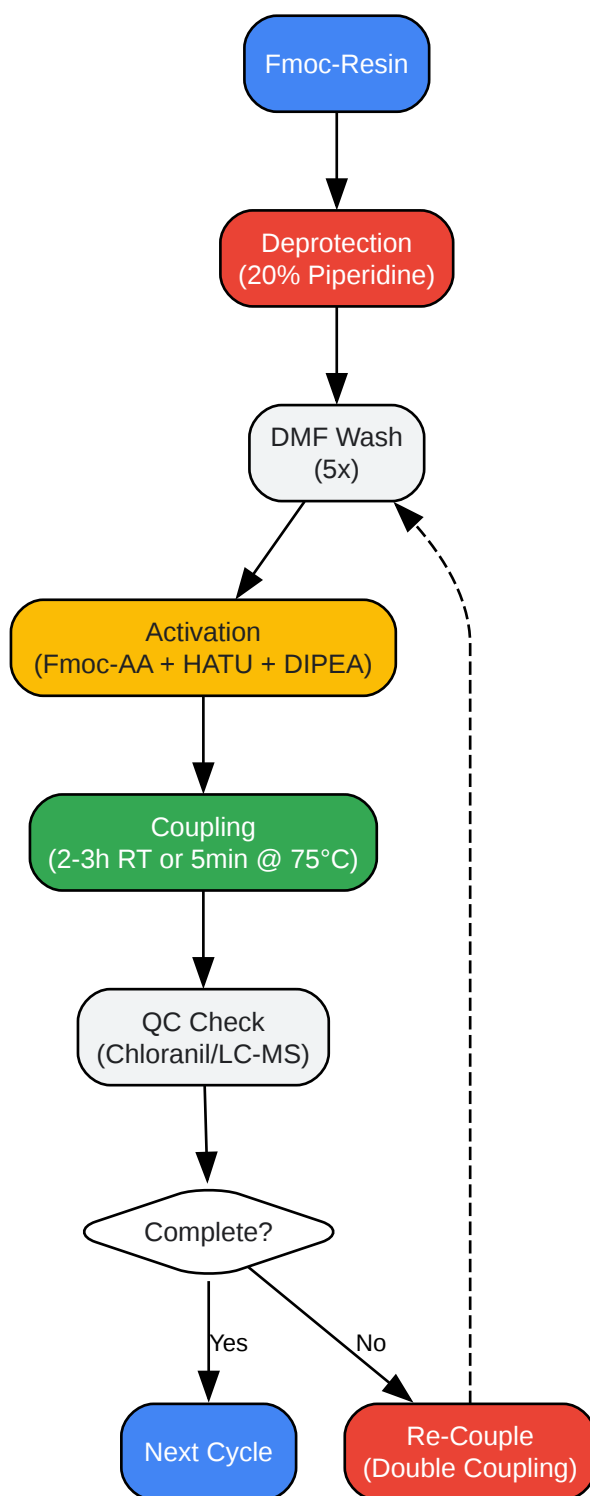 Fmoc-Resin
Deprotection
(20% Piperidine)
DMF Wash
(5x)
Activation
(Fmoc-AA + HATU + DIPEA)
Coupling
(2-3h RT or 5min @ 75°C)
QC Check
(Chloranil/LC-MS)
Complete?
Yes
No
Next Cycle
Re-Couple
(Double Coupling)